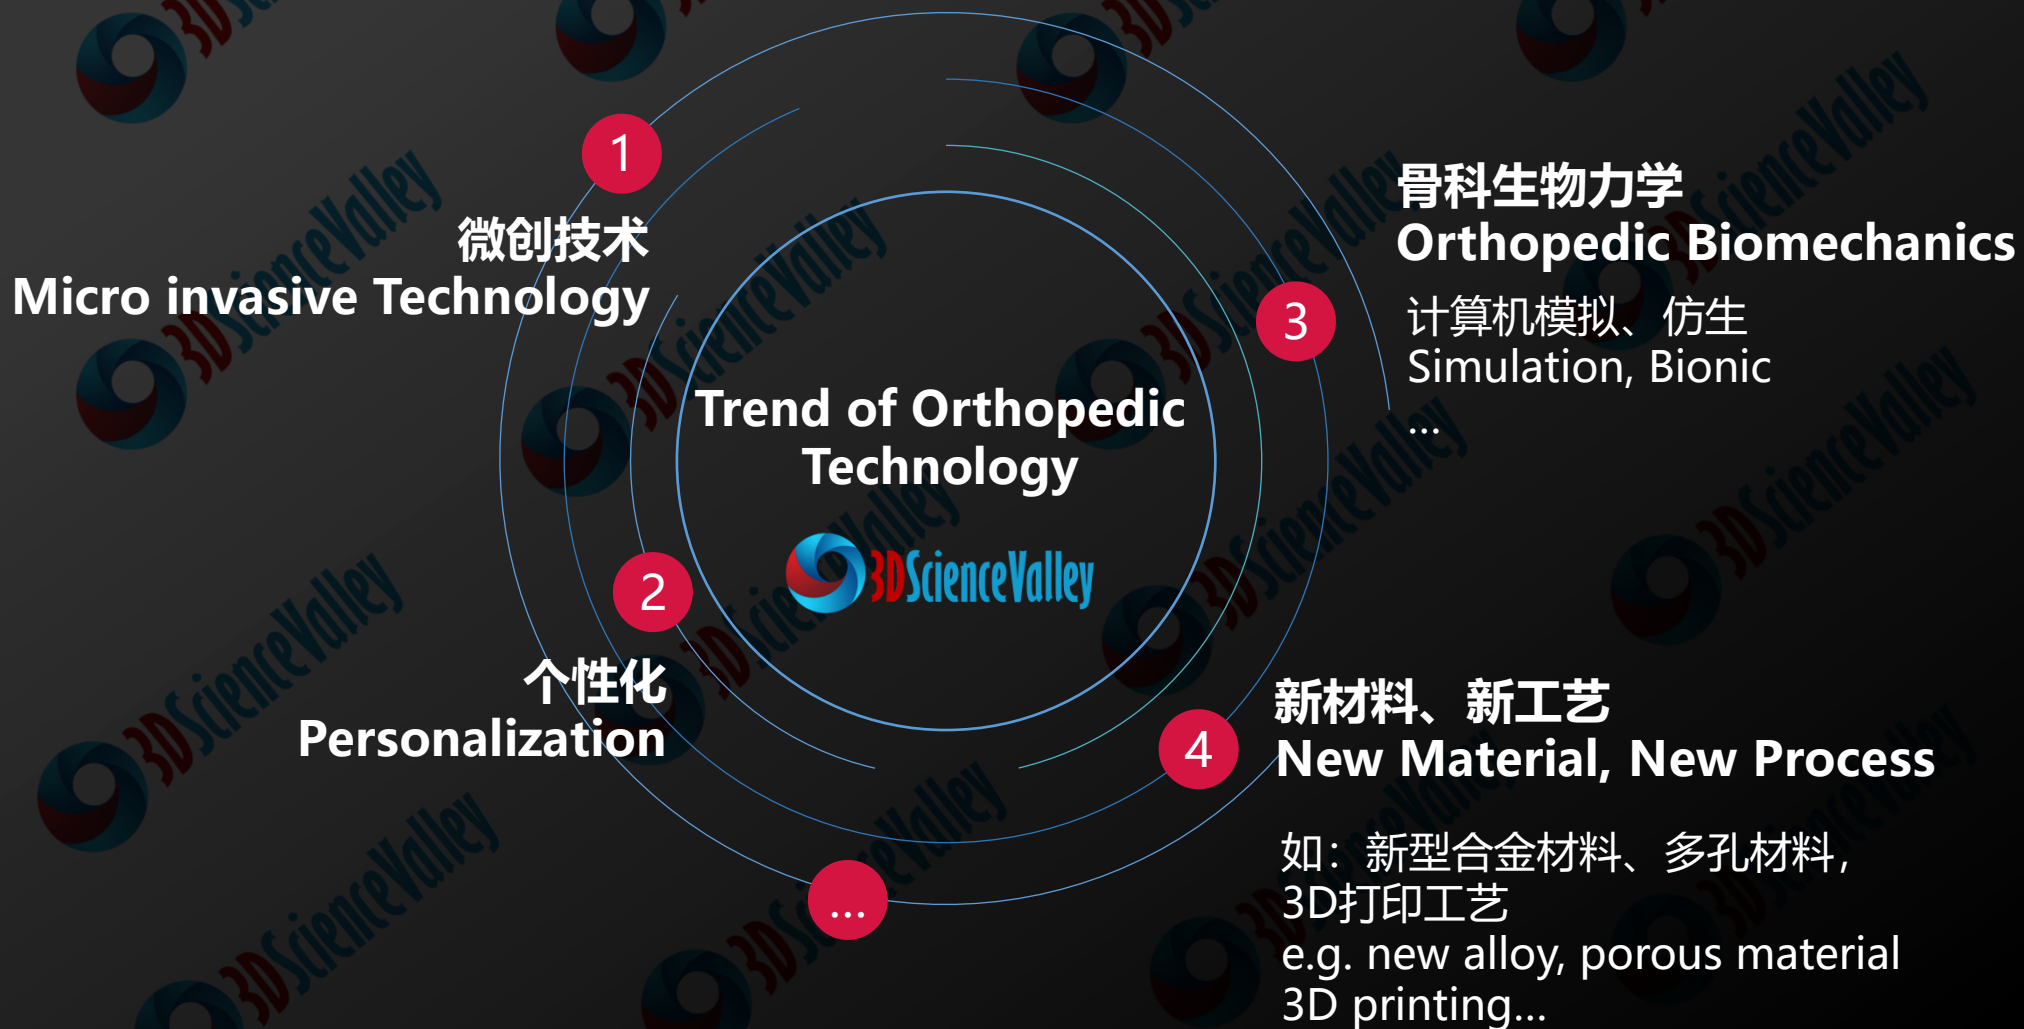 1
微创技术
Micro invasive Technology
2
个性化
Personalization
Trend of Orthopedic
Technology
3DScienceValley
3
骨科生物力学
Orthopedic Biomechanics
计算机模拟、仿生
Simulation, Bionic
...
4
新材料、新工艺
New Material, New Process
如：新型合金材料、多孔材料，
3D打印工艺
e.g. new alloy, porous material
3D printing...
...